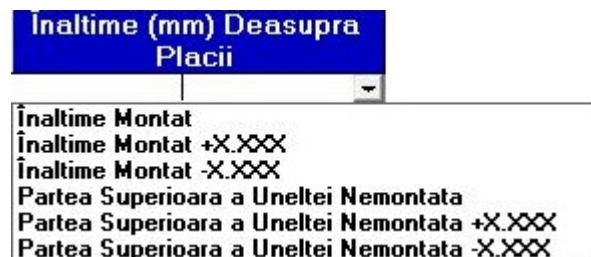 Înaltime (mm) Deasupra
Placii
Înaltime Montat
Înaltime Montat +X.XXX
Înaltime Montat -X.XXX
Partea Superioara a Uneltei Nemontata
Partea Superioara a Uneltei Nemontata +X.XXX
Partea Superioara a Uneltei Nemontata -X.XXX